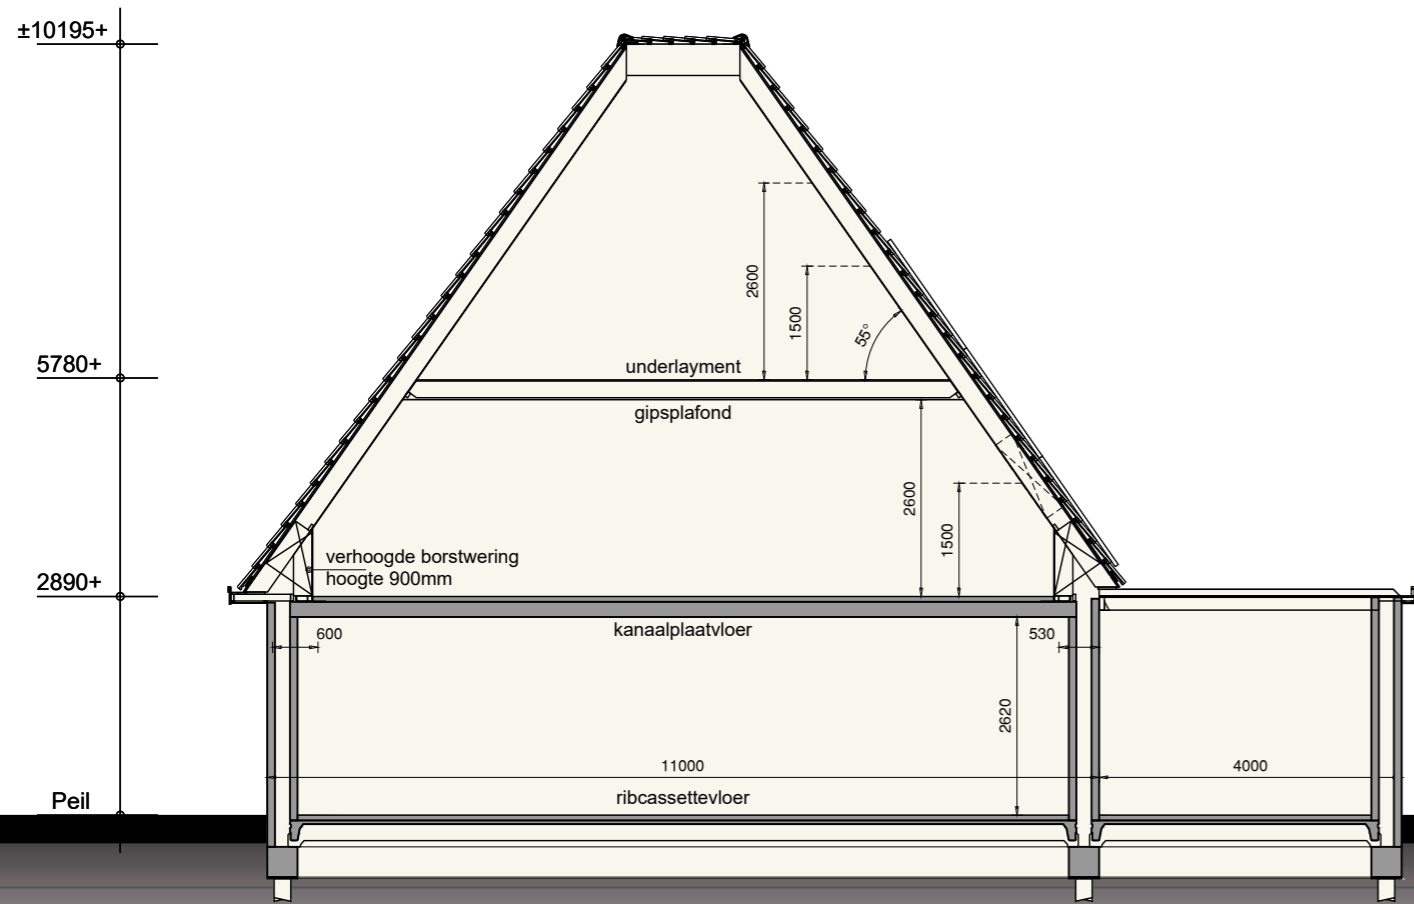 ±10195+
2600
1500
55°
5780+
underlayment
gipsplafond
2600
1500
verhoogde borstwering
hoogte 900mm
2890+
600
kanaalplaatvloer
530
2620
11000
4000
Peil
ribcassettevloer